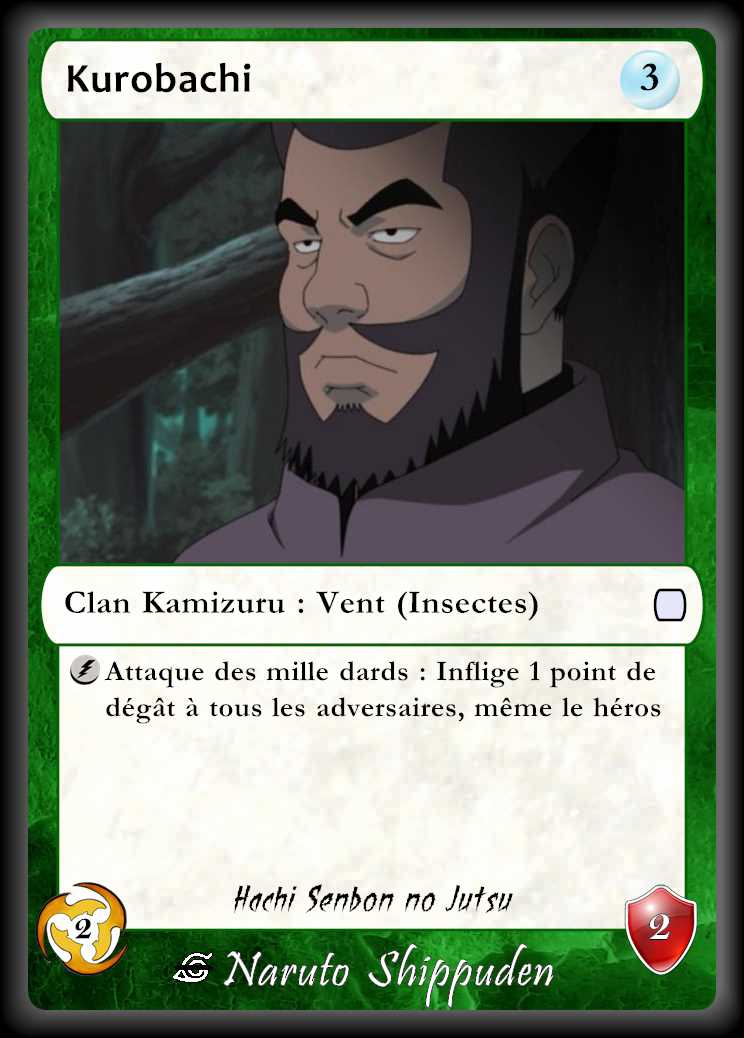 Kurobachi
3
Clan Kamizuru : Vent (Insectes)
Attaque des mille dards : Inflige 1 point de
dégât à tous les adversaires, même le héros
Hachi Senbon no Jutsu
2
2
Naruto Shippuden